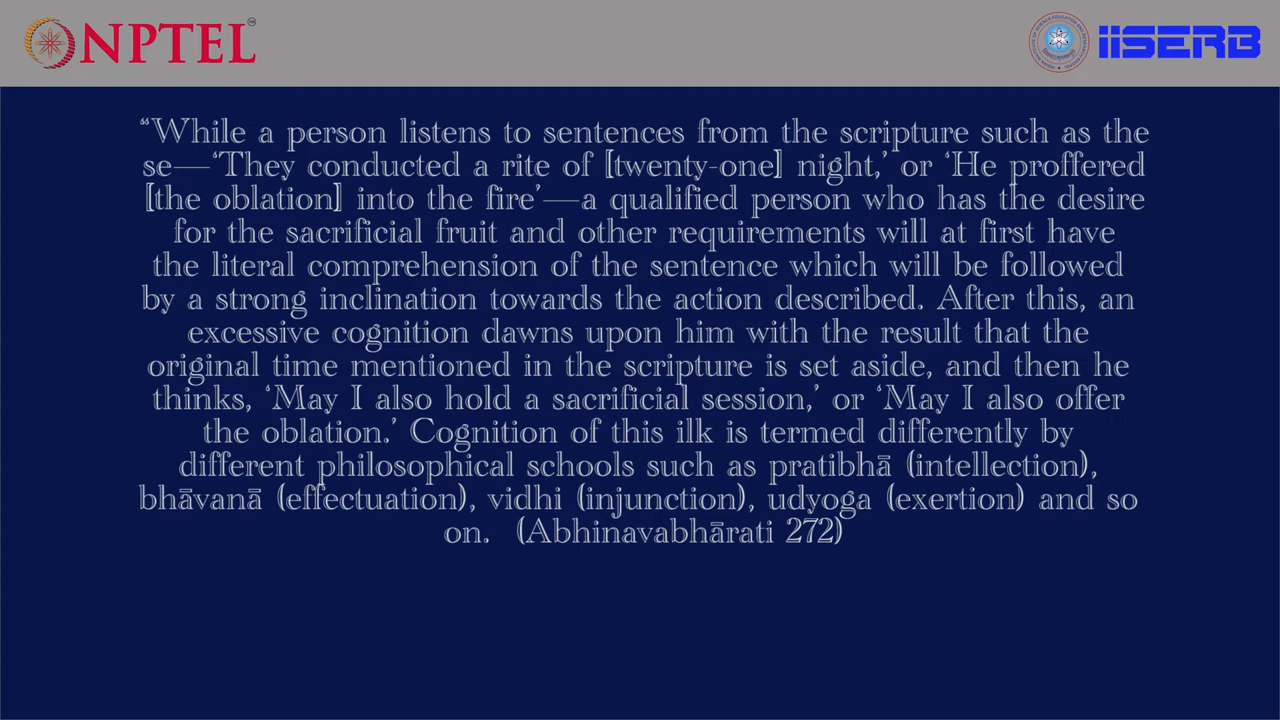 NPTEL
IISERB
“While a person listens to sentences from the scripture such as the
se—‘They conducted a rite of [twenty-one] night,’ or ‘He proffered
[the oblation] into the fire’—a qualified person who has the desire
for the sacrificial fruit and other requirements will at first have
the literal comprehension of the sentence which will be followed
by a strong inclination towards the action described. After this, an
excessive cognition dawns upon him with the result that the
original time mentioned in the scripture is set aside, and then he
thinks, ‘May I also hold a sacrificial session,’ or ‘May I also offer
the oblation.’ Cognition of this ilk is termed differently by
different philosophical schools such as pratibhā (intellection),
bhāvanā (effectuation), vidhi (injunction), udyoga (exertion) and so
on. (Abhinavabhārati 272)